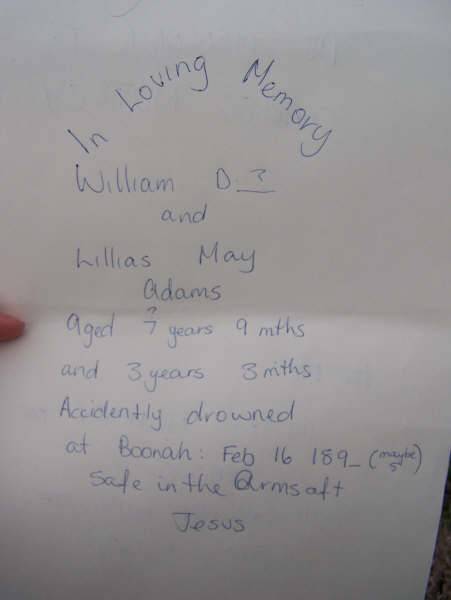 In Loving Memory
William D ?
and
Lillias May
Adams
?
Aged 7 years 9 mths
and 3 years 3 mths
Accidently drowned
at Boonah: Feb 16 189_ (maybe 5)
Safe in the Arms aft
Jesus